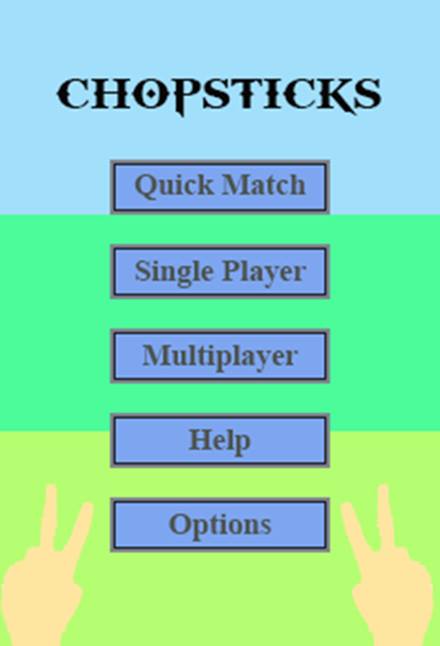 CHOPSTICKS
Quick Match
Single Player
Multiplayer
Help
Options